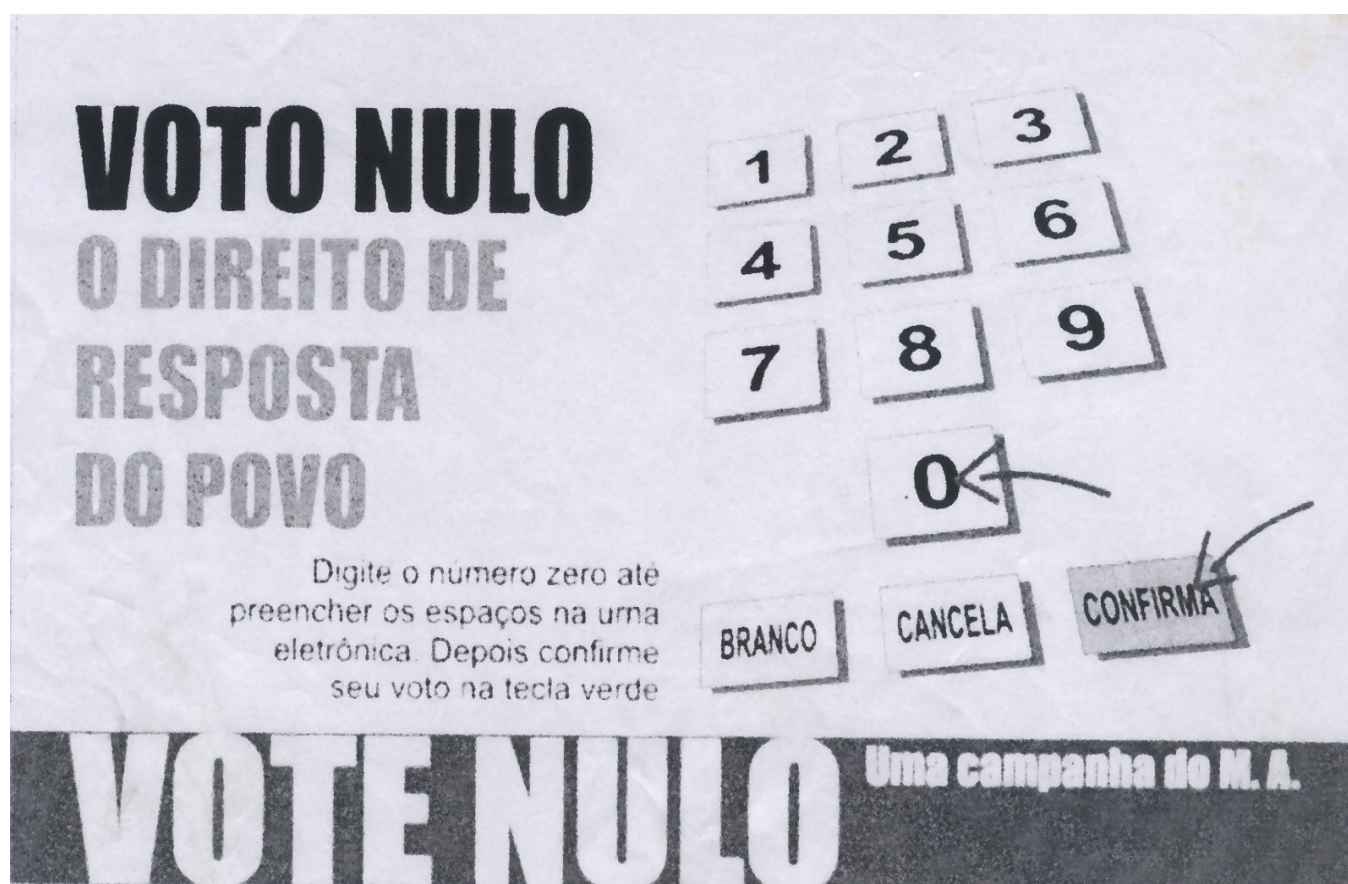 VOTO NULO
O DIREITO DE
RESPOSTA
DO POVO
Digite o número zero até
preencher os espaços na urna
eletrônica. Depois confirme
seu voto na tecla verde
1 2 3
4 5 6
7 8 9
0
BRANCO CANCELA CONFIRMA
VOTE NULO
Uma campanha do M. A.